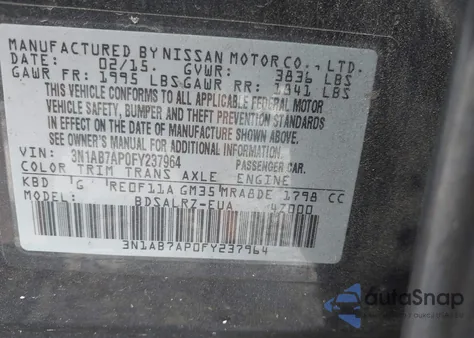 MANUFACTURED BY NISSAN MOTOR CO., LTD.
DATE: 02/15 GVWR: 3836 LBS
GAWR FR: 1995 LBS GAWR RR: 1841 LBS
THIS VEHICLE CONFORMS TO ALL APPLICABLE FEDERAL MOTOR
VEHICLE SAFETY, BUMPER AND THEFT PREVENTION STANDARDS
IN EFFECT ON THE DATE OF MANUFACTURE SHOWN ABOVE.
SEE OWNER'S MANUAL FOR ADDITIONAL INFORMATION.
VIN: 3N1AB7AP0FY237964 PASSENGER CAR
COLOR TRIM TRANS AXLE ENGINE
KBD G RE0F11A GM35 MRA8DE 1798 CC
MODEL: BDSALRZ-EUA 47000
3N1AB7AP0FY237964
autoSnap